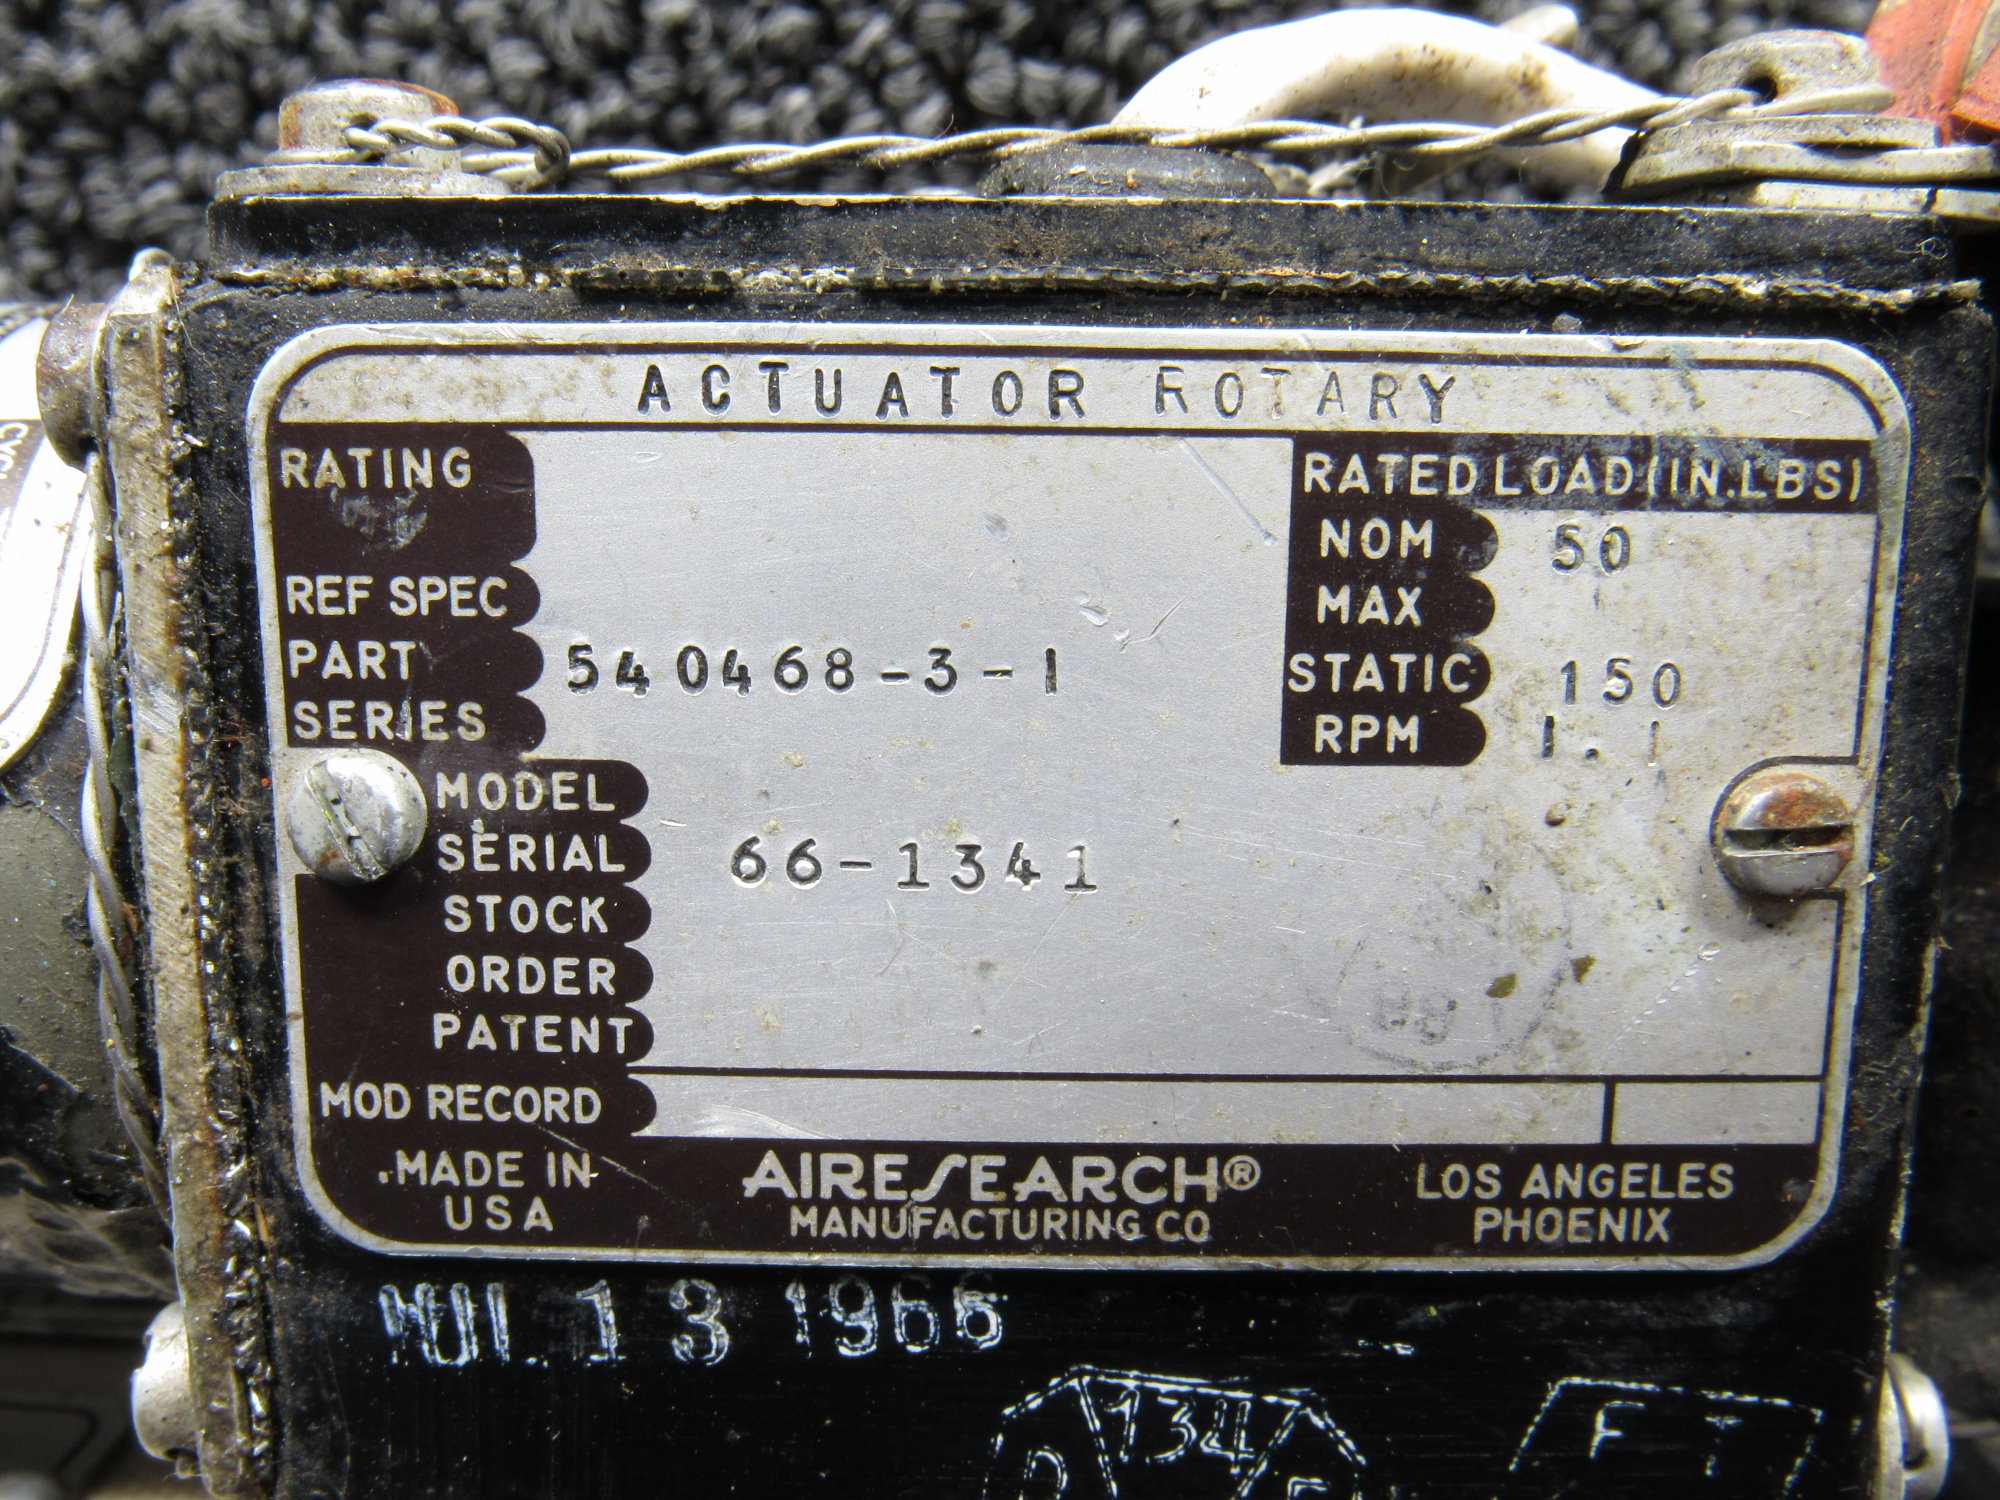 ACTUATOR ROTARY
RATING
RATED LOAD (IN.LBS)
NOM 50
MAX
STATIC 150
RPM 1.1
REF SPEC
PART 540468-3-1
SERIES
MODEL
SERIAL 66-1341
STOCK
ORDER
PATENT
MOD RECORD
MADE IN
USA
AIRESEARCH®
MANUFACTURING CO
LOS ANGELES
PHOENIX
13 1966
134
F T